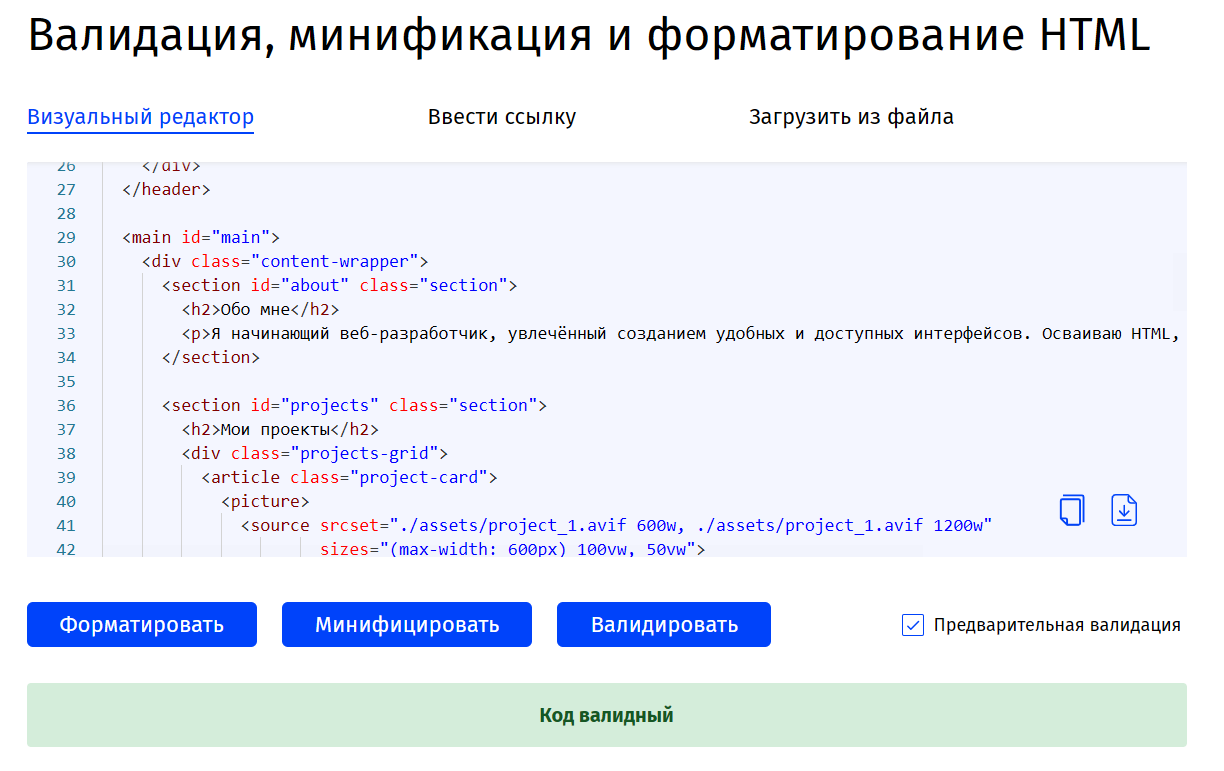 Валидация, минификация и форматирование HTML
Визуальный редактор Ввести ссылку Загрузить из файла
26 </div>
27 </header>
28
29 <main id="main">
30 <div class="content-wrapper">
31 <section id="about" class="section">
32 <h2>Обо мне</h2>
33 <p>Я начинающий веб-разработчик, увлечённый созданием удобных и доступных интерфейсов. Осваиваю HTML,
34 </section>
35
36 <section id="projects" class="section">
37 <h2>Мои проекты</h2>
38 <div class="projects-grid">
39 <article class="project-card">
40 <picture>
41 <source srcset="./assets/project_1.avif 600w, ./assets/project_1.avif 1200w"
42 sizes="(max-width: 600px) 100vw, 50vw">
Форматировать Минифицировать Валидировать Предварительная валидация
Код валидный